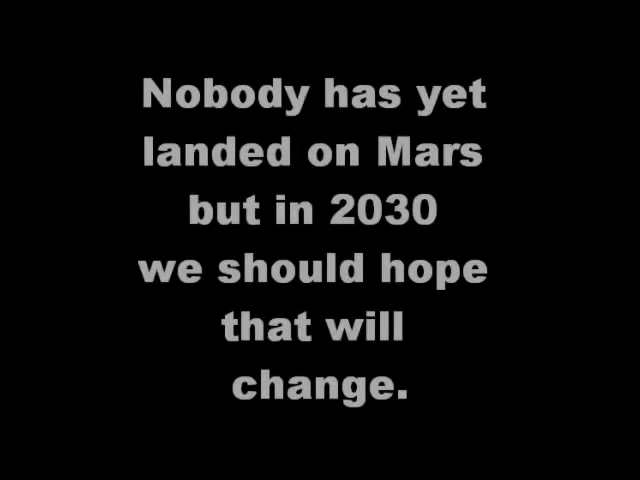 Nobody has yet
landed on Mars
but in 2030
we should hope
that will
change.